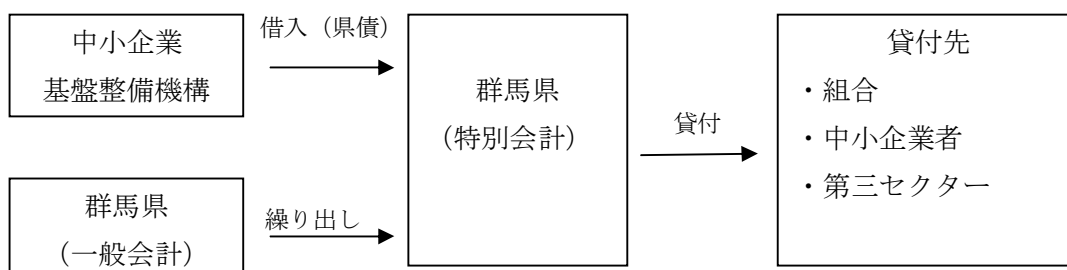 中小企業
基盤整備機構
借入（県債）
群馬県
（一般会計）
繰り出し
群馬県
（特別会計）
貸付
貸付先
・組合
・中小企業者
・第三セクター